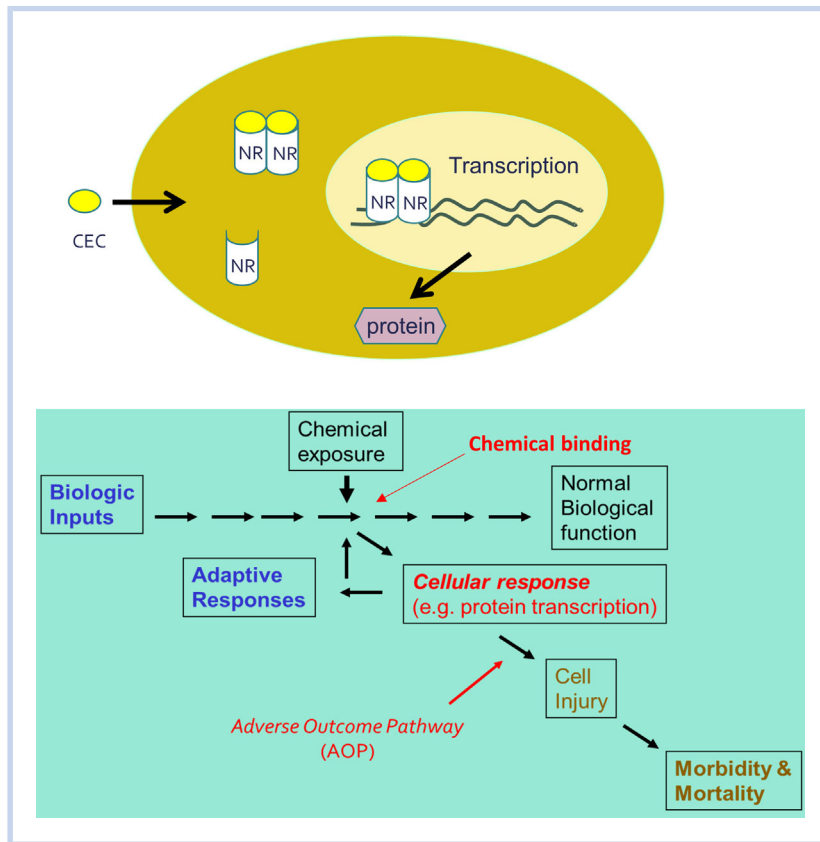 NR NR
Transcription
NR NR
CEC
NR
protein
Chemical
exposure
Chemical binding
Biologic
Inputs
Normal
Biological
function
Adaptive
Responses
Cellular response
(e.g. protein transcription)
Cell
Injury
Adverse Outcome Pathway
(AOP)
Morbidity &
Mortality